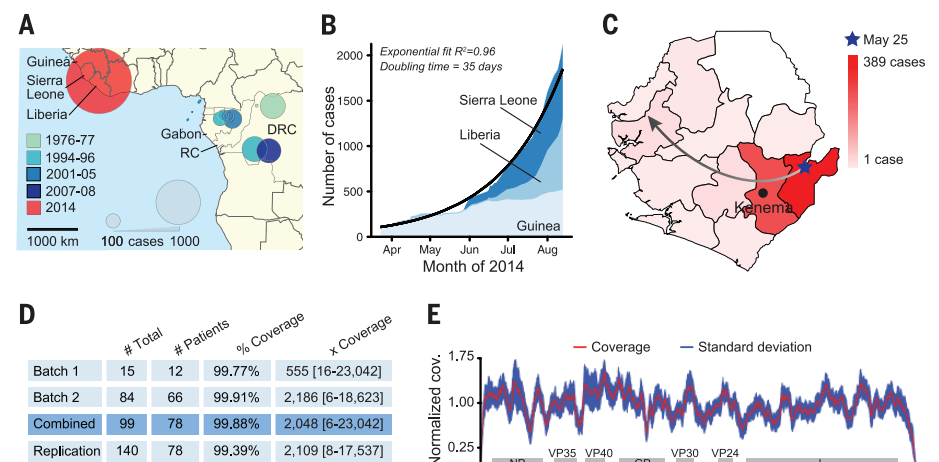 A
Guinea
Sierra
Leone
Liberia
Gabon
RC
DRC
1976-77
1994-96
2001-05
2007-08
2014
1000 km
100 cases 1000
B
Exponential fit R²=0.96
Doubling time = 35 days
Number of cases
2000
1500
1000
500
0
Sierra Leone
Liberia
Guinea
Apr May Jun Jul Aug
Month of 2014
C
May 25
389 cases
1 case
Kenema
D
# Total # Patients % Coverage x Coverage
Batch 1 15 12 99.77% 555 [16-23,042]
Batch 2 84 66 99.91% 2,186 [6-18,623]
Combined 99 78 99.88% 2,048 [6-23,042]
Replication 140 78 99.39% 2,109 [8-17,537]
E
Coverage Standard deviation
Normalized cov.
1.75
1.00
0.25
VP35 VP40 VP30 VP24